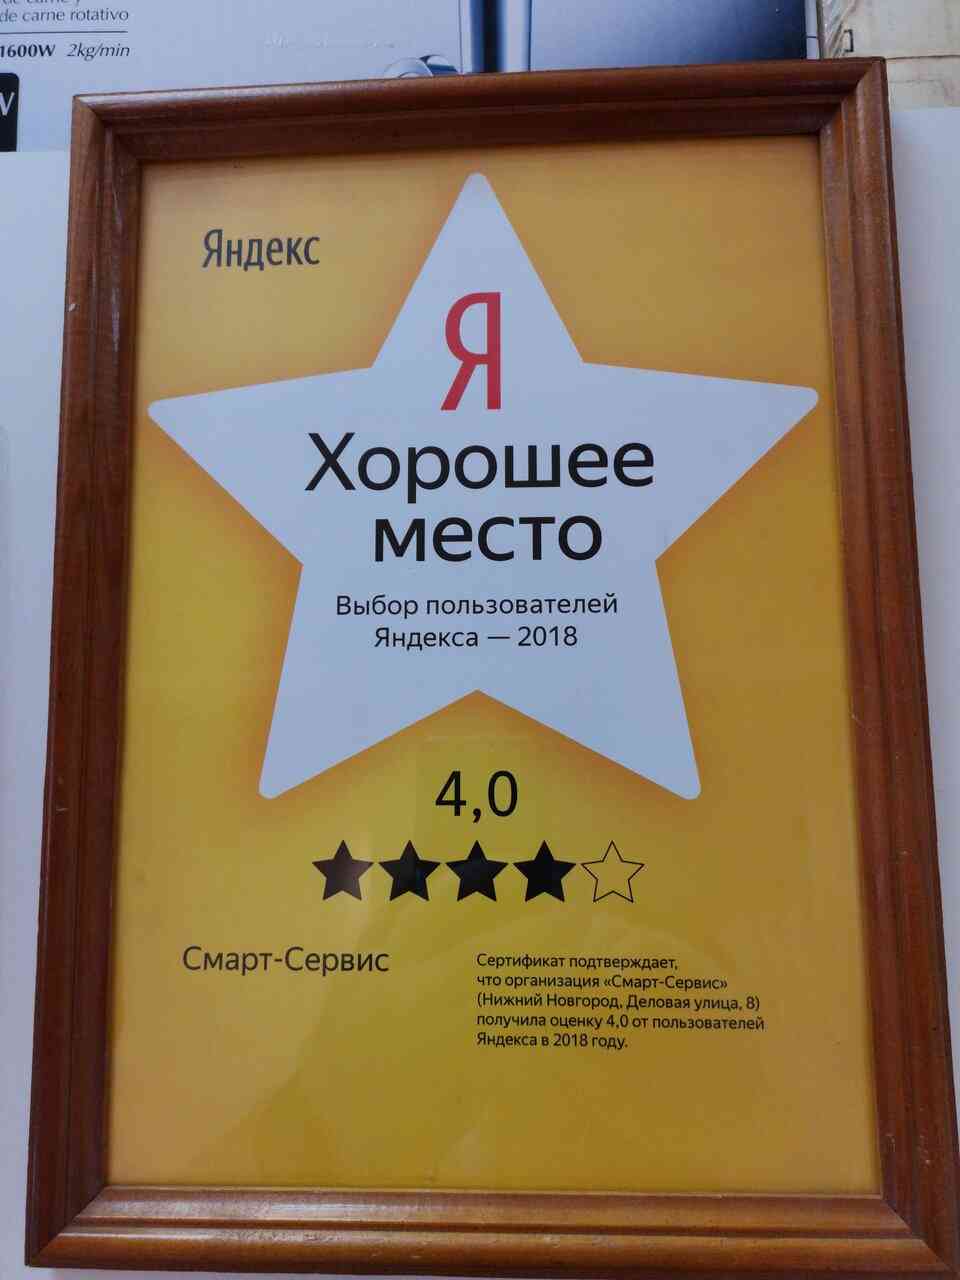 de carne rotativo
1600W 2kg/min
Яндекс
Я
Хорошее
место
Выбор пользователей
Яндекса — 2018
4,0
Смарт-Сервис
Сертификат подтверждает,
что организация «Смарт-Сервис»
(Нижний Новгород, Деловая улица, 8)
получила оценку 4,0 от пользователей
Яндекса в 2018 году.